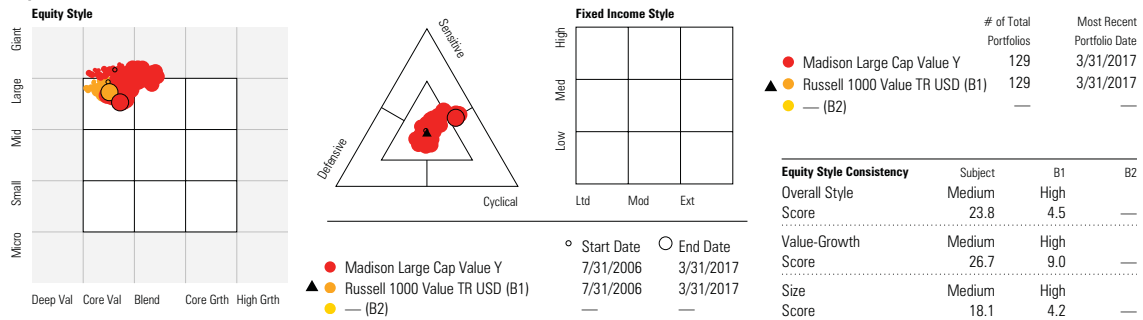 Equity Style
Giant
Large
Mid
Small
Micro
Deep Val Core Val Blend Core Grth High Grth
Sensitive
Defensive
Cyclical
Fixed Income Style
High
Med
Low
Ltd Mod Ext
Start Date End Date
Madison Large Cap Value Y 7/31/2006 3/31/2017
Russell 1000 Value TR USD (B1) 7/31/2006 3/31/2017
— (B2) — —
# of Total Most Recent
Portfolios Portfolio Date
Madison Large Cap Value Y 129 3/31/2017
Russell 1000 Value TR USD (B1) 129 3/31/2017
— (B2) — —
Equity Style Consistency Subject B1 B2
Overall Style Medium High
Score 23.8 4.5 —
Value-Growth Medium High
Score 26.7 9.0 —
Size Medium High
Score 18.1 4.2 —